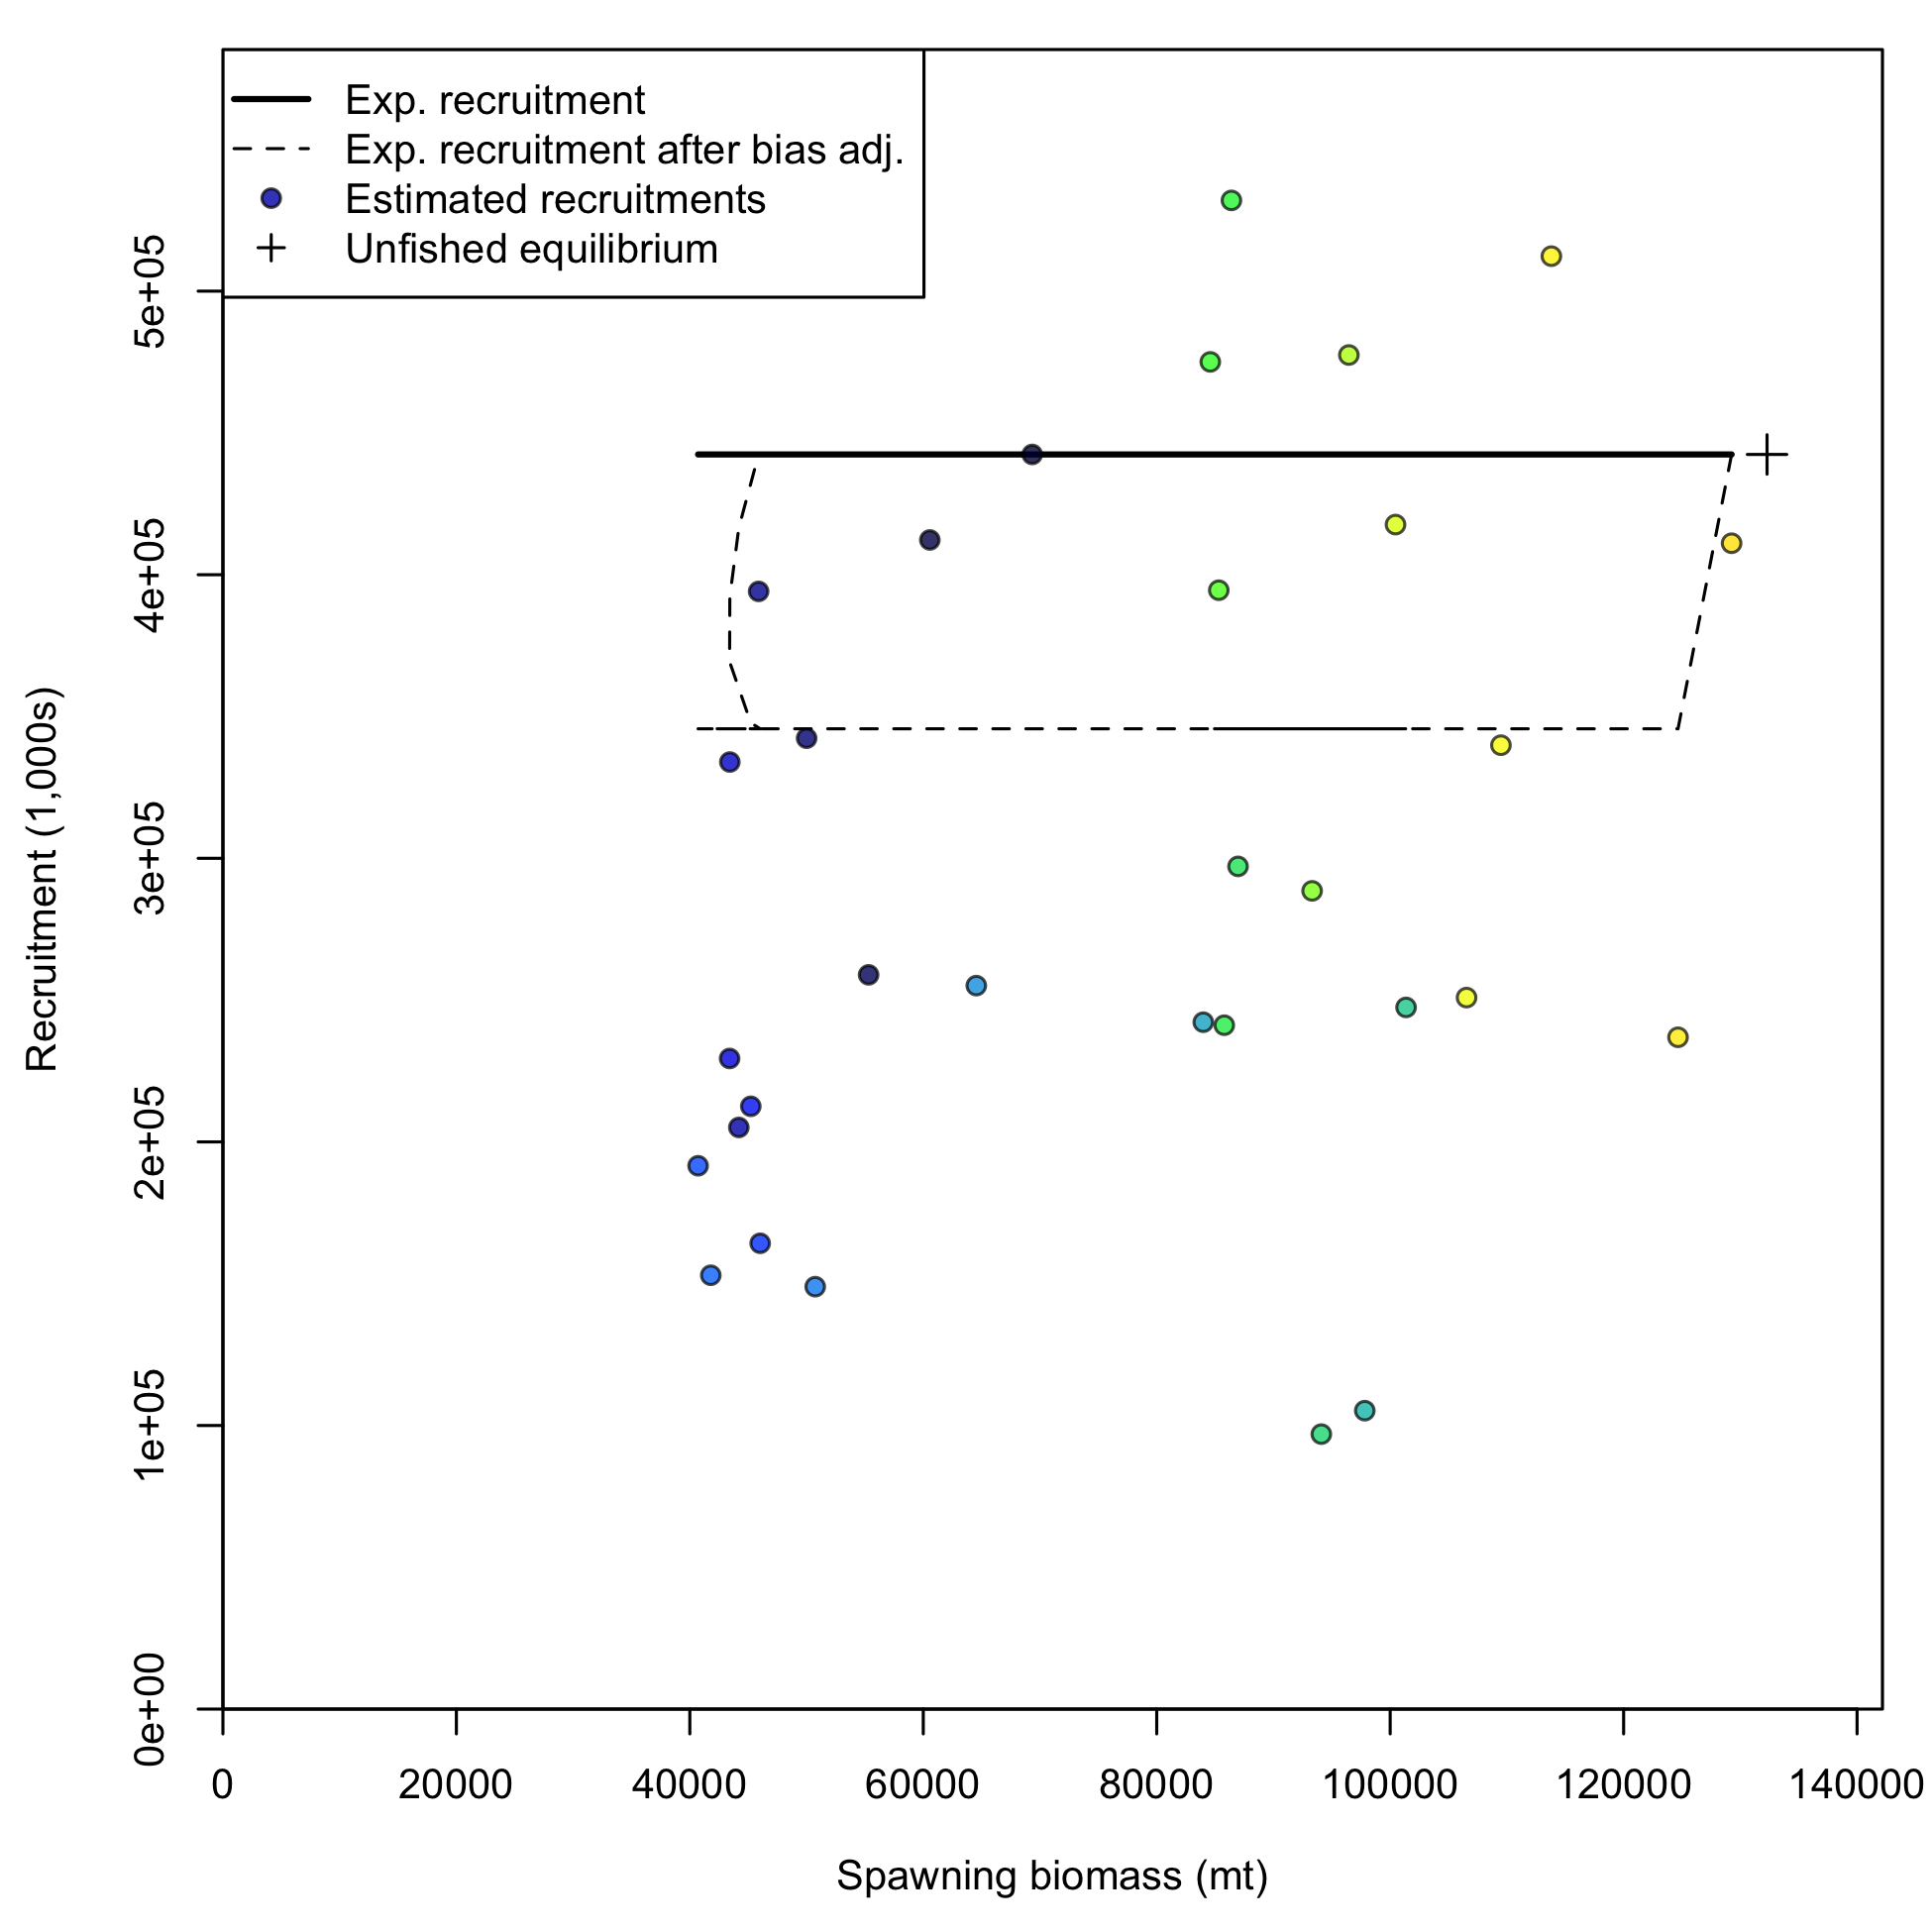 Exp. recruitment
Exp. recruitment after bias adj.
Estimated recruitments
Unfished equilibrium
Recruitment (1,000s)
5e+05
4e+05
3e+05
2e+05
1e+05
0e+00
0 20000 40000 60000 80000 100000 120000 140000
Spawning biomass (mt)